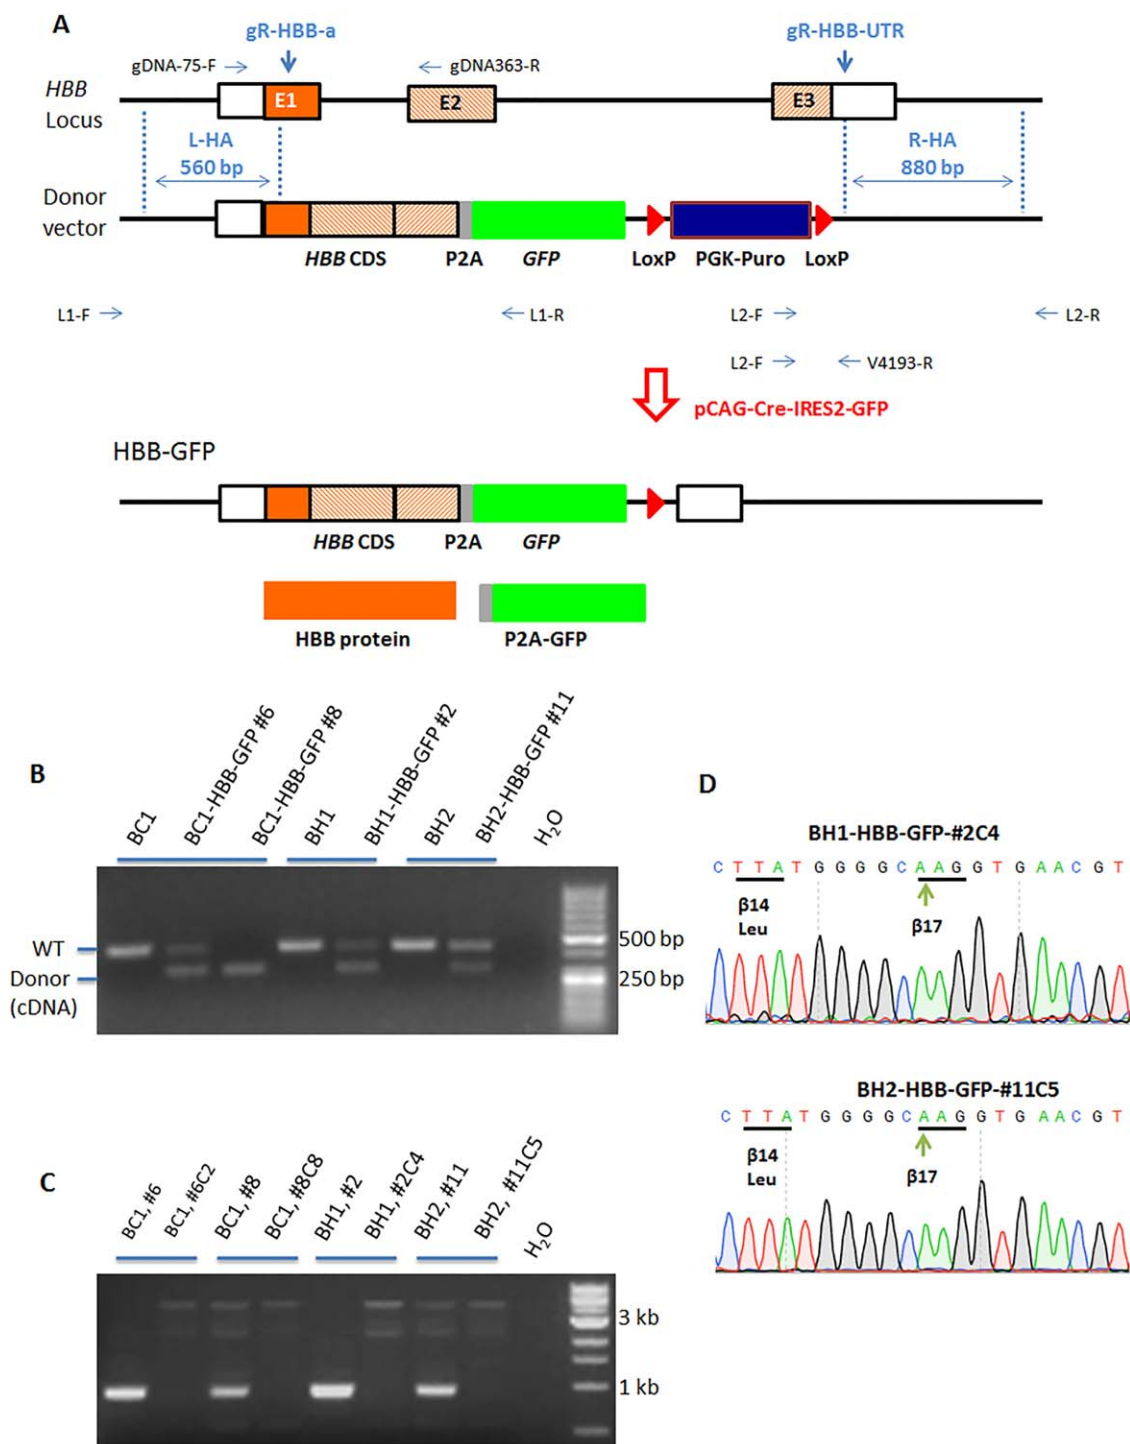 A
gR-HBB-a
gR-HBB-UTR
gDNA-75-F
gDNA363-R
HBB
Locus
E1
E2
E3
L-HA
560 bp
R-HA
880 bp
Donor
vector
HBB CDS
P2A
GFP
LoxP
PGK-Puro
LoxP
L1-F
L1-R
L2-F
L2-R
L2-F
V4193-R
pCAG-Cre-IRES2-GFP
HBB-GFP
HBB CDS
P2A
GFP
HBB protein
P2A-GFP
B
BC1
BC1-HBB-GFP #6
BC1-HBB-GFP #8
BH1
BH1-HBB-GFP #2
BH2
BH2-HBB-GFP #11
H2O
WT
Donor
(cDNA)
500 bp
250 bp
C
BC1, #6
BC1, #6C2
BC1, #8
BC1, #8C8
BH1, #2
BH1, #2C4
BH2, #11
BH2, #11C5
H2O
3 kb
1 kb
D
BH1-HBB-GFP-#2C4
C T T A T G G G G C A A G G T G A A C G T
β14
Leu
β17
BH2-HBB-GFP-#11C5
C T T A T G G G G C A A G G T G A A C G T
β14
Leu
β17